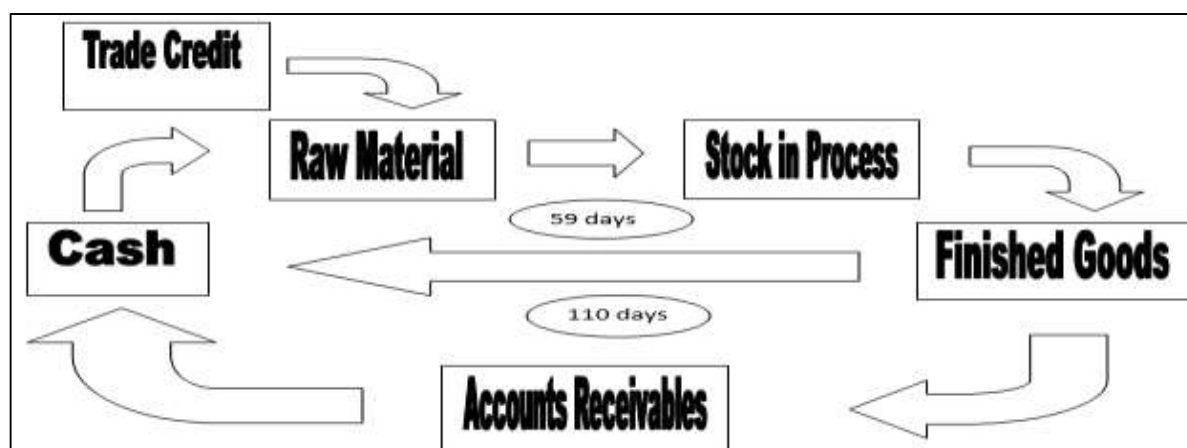 Trade Credit
Raw Material
Stock in Process
59 days
Cash
Finished Goods
110 days
Accounts Receivables